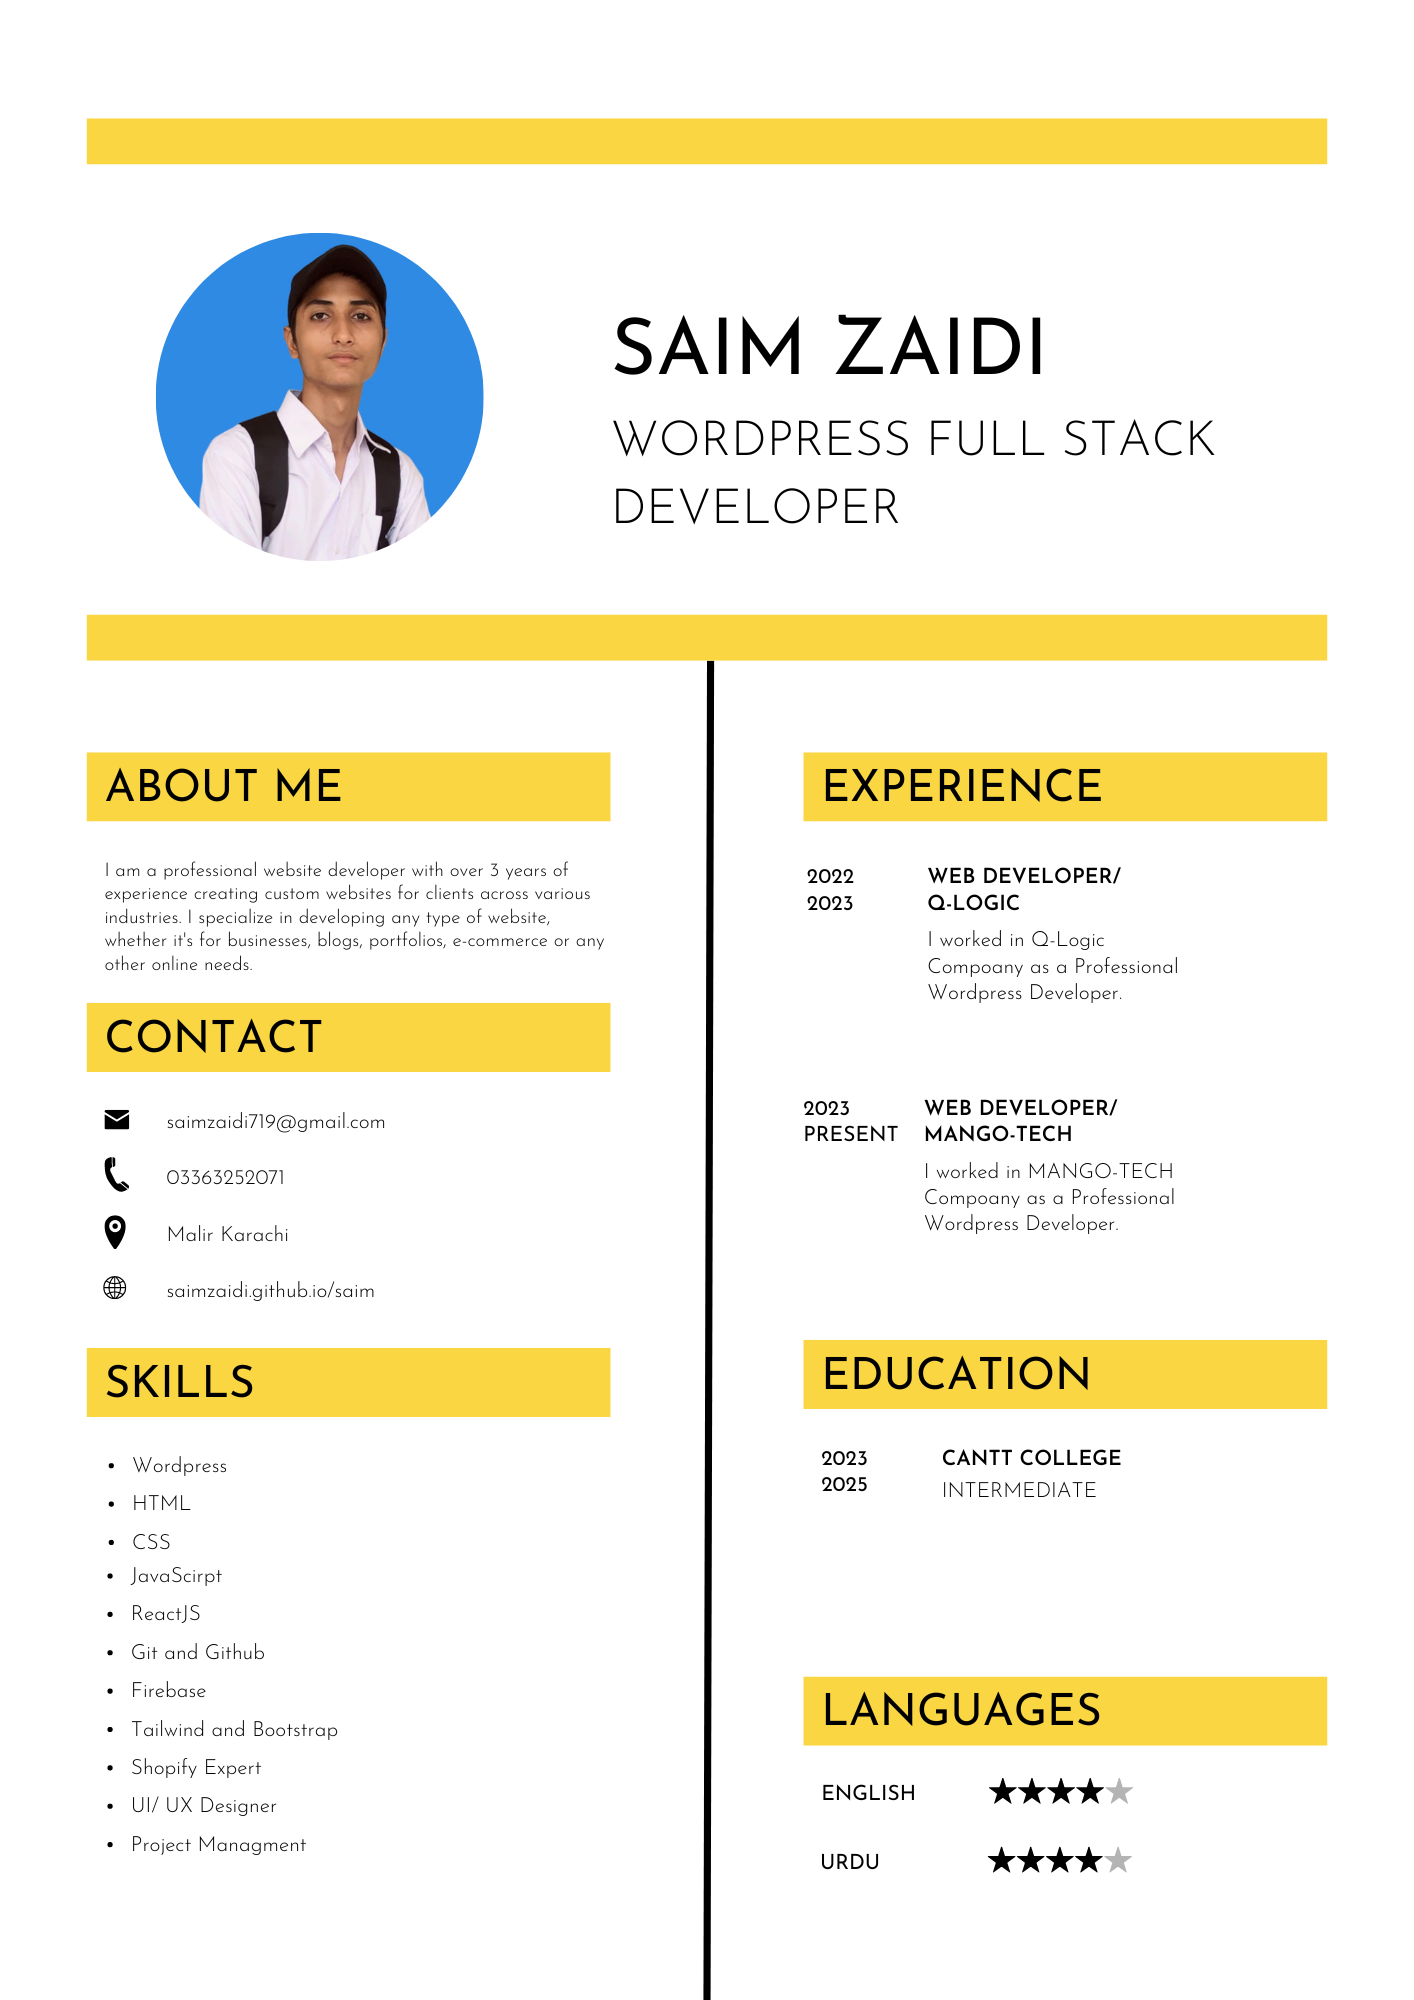 SAIM ZAIDI
WORDPRESS FULL STACK
DEVELOPER
ABOUT ME
I am a professional website developer with over 3 years of
experience creating custom websites for clients across various
industries. I specialize in developing any type of website,
whether it's for businesses, blogs, portfolios, e-commerce or any
other online needs.
CONTACT
saimzaidi719@gmail.com
03363252071
Malir Karachi
saimzaidi.github.io/saim
SKILLS
• Wordpress
• HTML
• CSS
• JavaScirpt
• ReactJS
• Git and Github
• Firebase
• Tailwind and Bootstrap
• Shopify Expert
• UI/ UX Designer
• Project Managment
EXPERIENCE
2022
2023
WEB DEVELOPER/
Q-LOGIC
I worked in Q-Logic
Compoany as a Professional
Wordpress Developer.
2023
PRESENT
WEB DEVELOPER/
MANGO-TECH
I worked in MANGO-TECH
Compoany as a Professional
Wordpress Developer.
EDUCATION
2023
2025
CANTT COLLEGE
INTERMEDIATE
LANGUAGES
ENGLISH
URDU